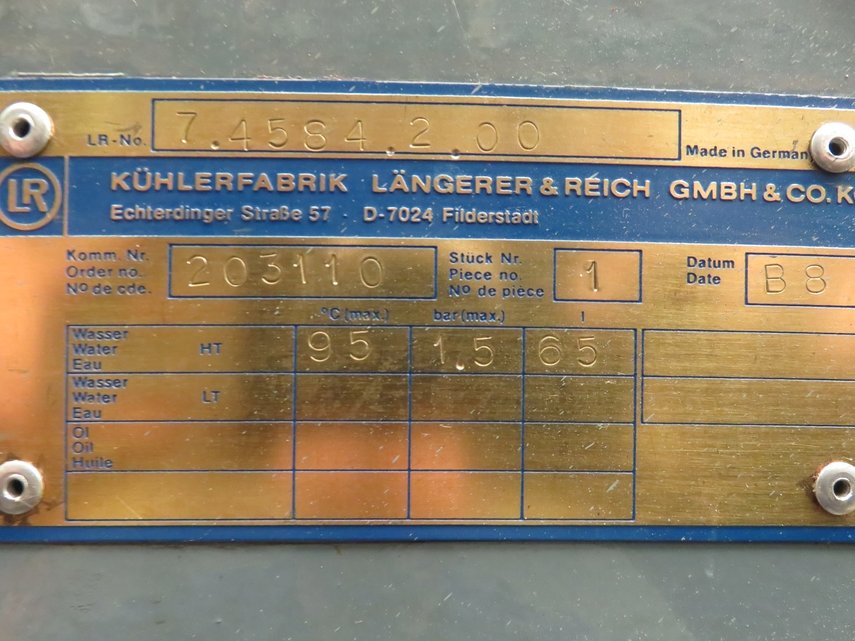 LR-No. 7.4584.2.00 Made in Germany
LR KÜHLERFABRIK LÄNGERER & REICH GMBH & CO. K
Echterdinger Straße 57 · D-7024 Filderstadt
Komm. Nr. Stück Nr. Datum
Order no. 203110 Piece no. 1 Date B8
Nº de cde. Nº de pièce
°C (max.) bar (max.) l
Wasser
Water HT 95 1,5 65
Eau
Wasser
Water LT
Eau
Öl
Oil
Huile